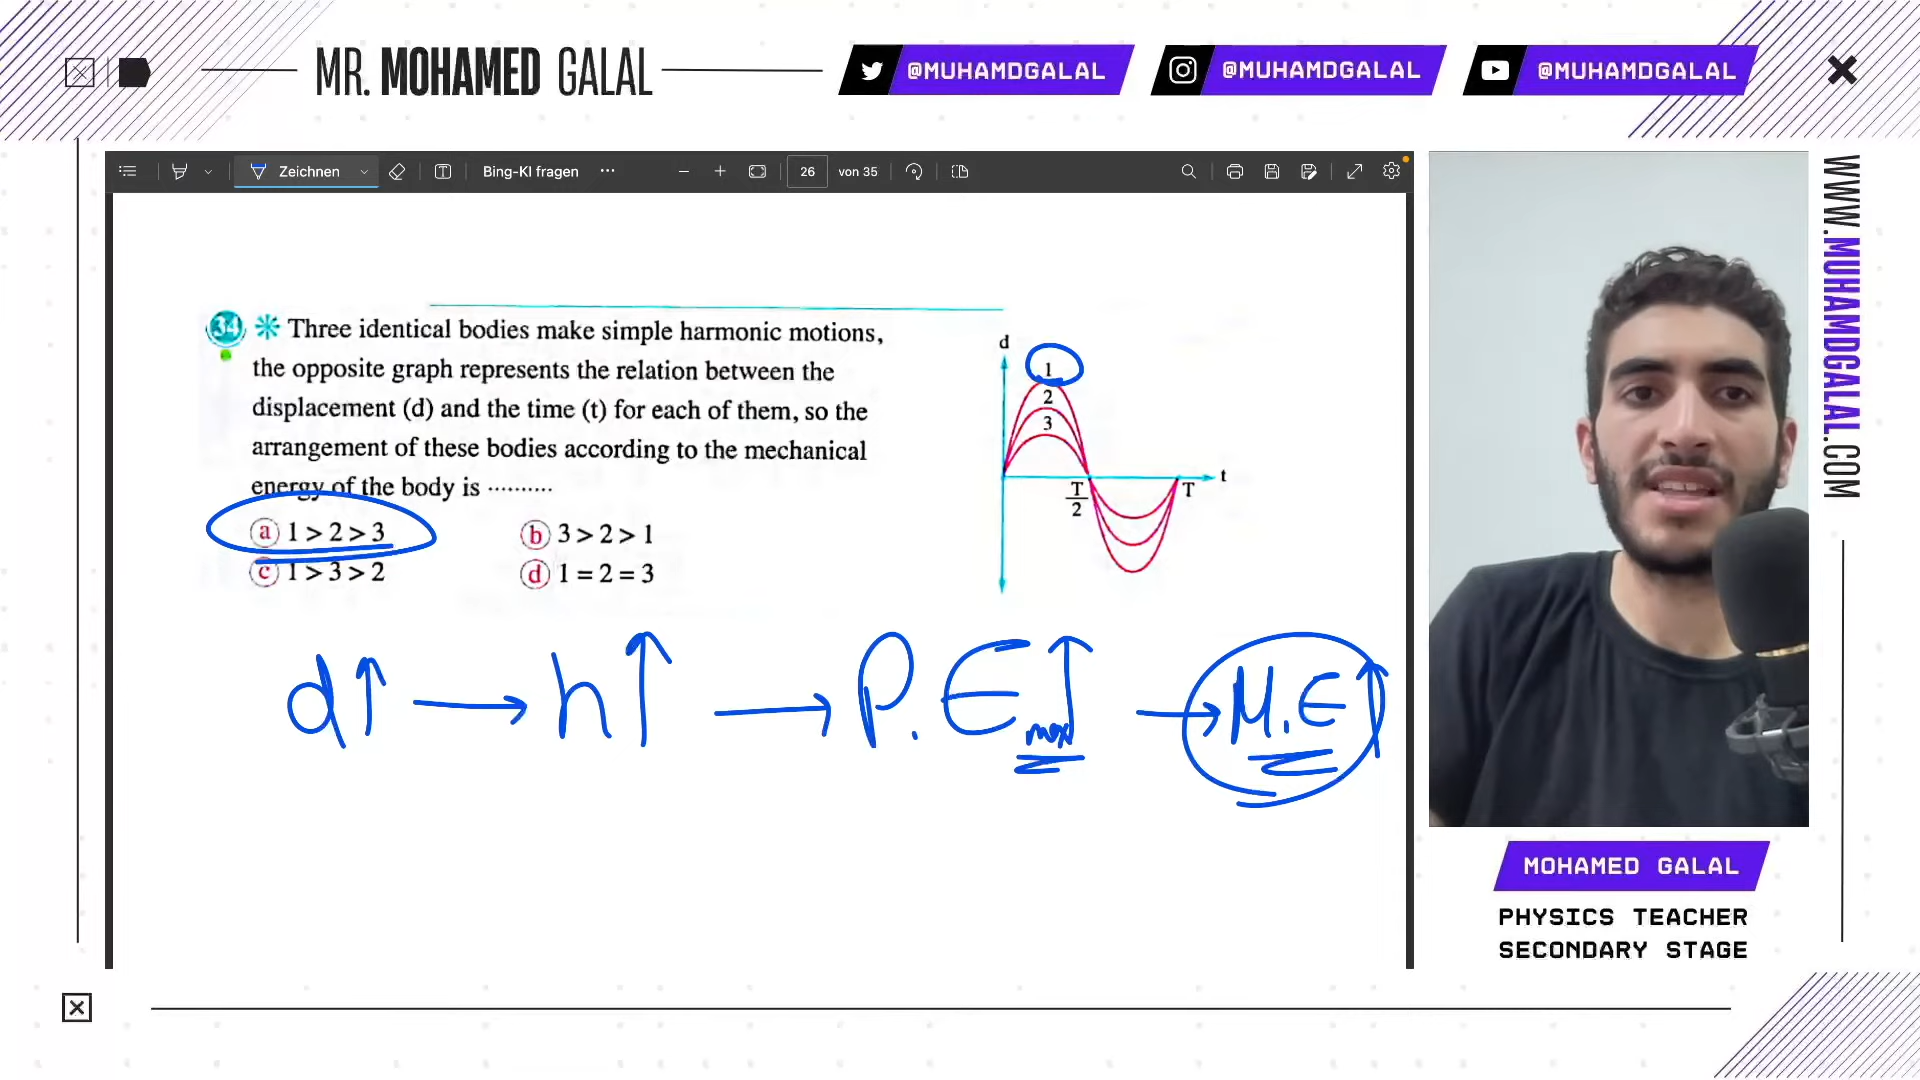 MR. MOHAMED GALAL
@MUHAMDGALAL
@MUHAMDGALAL
@MUHAMDGALAL
WWW.MUHAMDGALAL.COM
Zeichnen
Bing-KI fragen
26 von 35
34 Three identical bodies make simple harmonic motions,
the opposite graph represents the relation between the
displacement (d) and the time (t) for each of them, so the
arrangement of these bodies according to the mechanical
energy of the body is ..........
a 1 > 2 > 3
b 3 > 2 > 1
c 1 > 3 > 2
d 1 = 2 = 3
d
1
2
3
T/2
T
t
d↑ → h↑ → P.E max ↑ → M.E↑
MOHAMED GALAL
PHYSICS TEACHER
SECONDARY STAGE